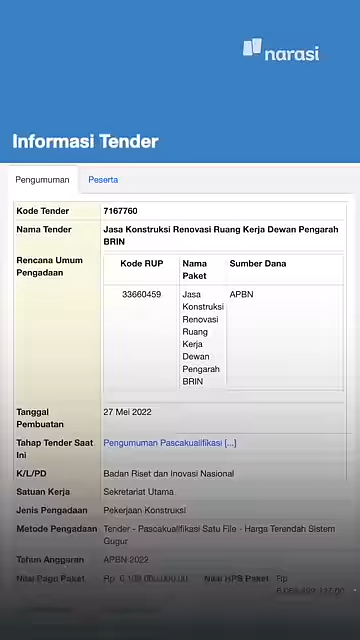 narasi
Informasi Tender
Pengumuman Peserta
Kode Tender 7167760
Nama Tender Jasa Konstruksi Renovasi Ruang Kerja Dewan Pengarah
BRIN
Rencana Umum
Pengadaan
Kode RUP Nama
Paket Sumber Dana
33660459 Jasa
Konstruksi
Renovasi
Ruang
Kerja
Dewan
Pengarah
BRIN APBN
Tanggal
Pembuatan 27 Mei 2022
Tahap Tender Saat
Ini Pengumuman Pascakualifikasi [...]
K/L/PD Badan Riset dan Inovasi Nasional
Satuan Kerja Sekretariat Utama
Jenis Pengadaan Pekerjaan Konstruksi
Metode Pengadaan Tender - Pascakualifikasi Satu File - Harga Terendah Sistem
Gugur
Tahun Anggaran APBN 2022
Nilai Pagu Paket Rp Nilai HPS Paket Rp